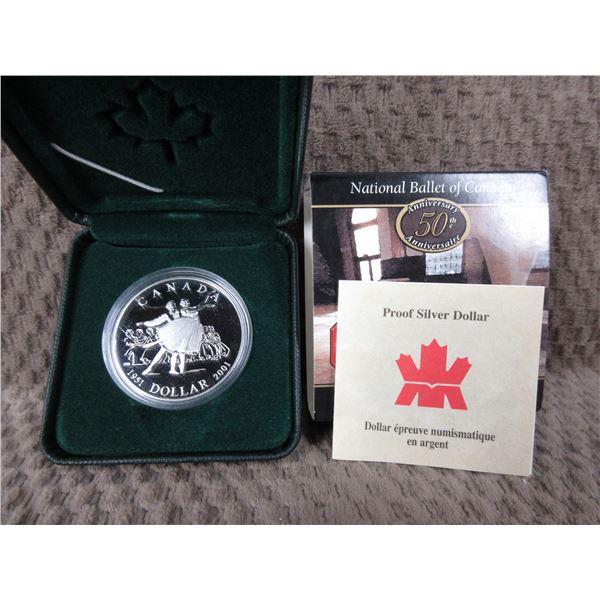 CANADA
1951 DOLLAR 2001
National Ballet of Canada
Anniversary
50th
Anniversaire
Proof Silver Dollar
Dollar épreuve numismatique
en argent